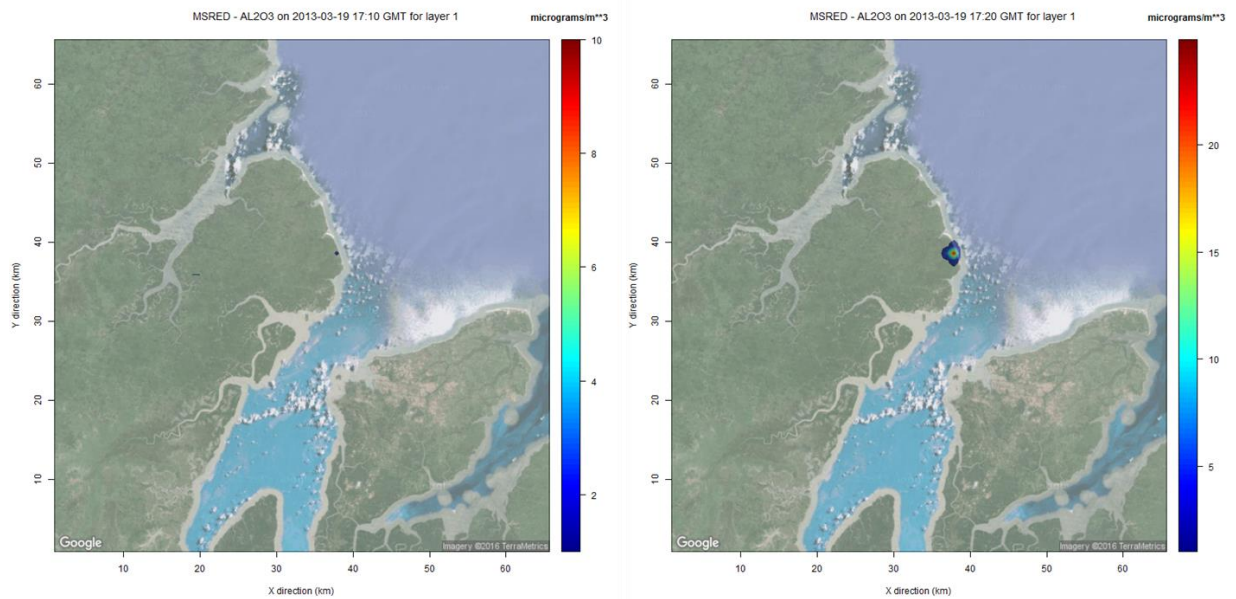 MSRED - AL2O3 on 2013-03-19 17:10 GMT for layer 1
micrograms/m**3
10
8
6
4
2
60
50
40
30
20
10
Y direction (km)
Google
Imagery ©2016 TerraMetrics
10 20 30 40 50 60
X direction (km)
MSRED - AL2O3 on 2013-03-19 17:20 GMT for layer 1
micrograms/m**3
20
15
10
5
60
50
40
30
20
10
Y direction (km)
Google
Imagery ©2016 TerraMetrics
10 20 30 40 50 60
X direction (km)